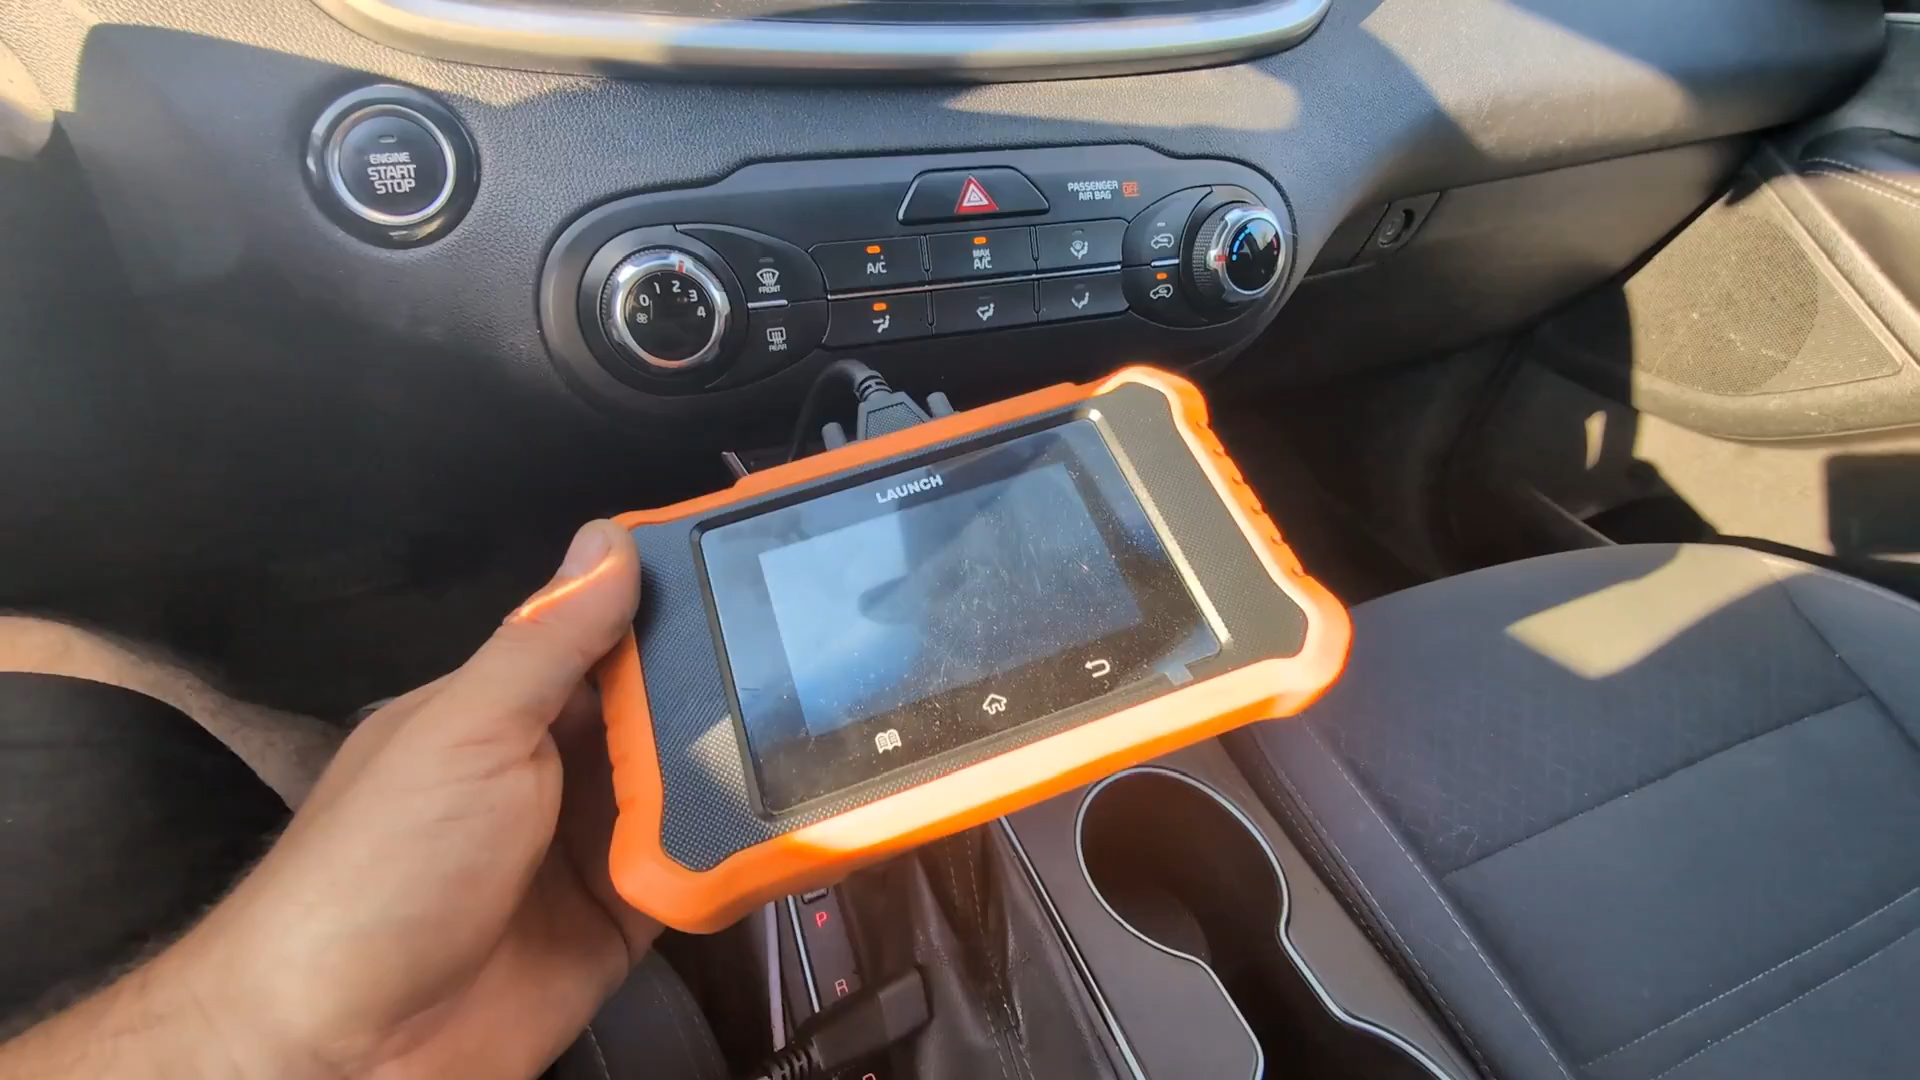 ENGINE
START
STOP
PASSENGER
AIR BAG
OFF
0 1 2 3 4
FRONT
REAR
A/C
MAX
A/C
LAUNCH
P
R